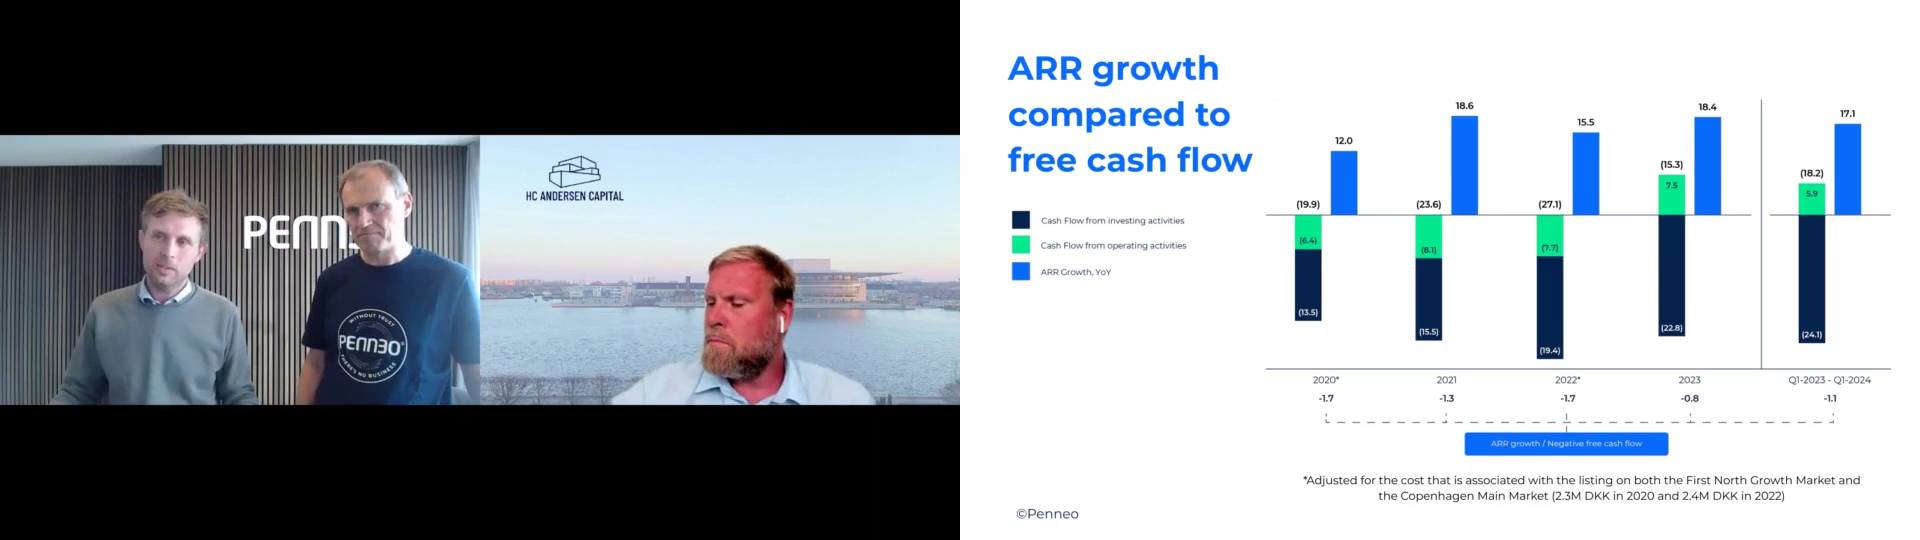 HC ANDERSEN CAPITAL
WITHOUT TRUST
PENNEO
THERE'S NO BUSINESS
ARR growth
compared to
free cash flow
Cash Flow from investing activities
Cash Flow from operating activities
ARR Growth, YoY
12.0
18.6
15.5
18.4
17.1
(19.9)
(23.6)
(27.1)
(15.3)
(18.2)
7.5
5.9
(6.4)
(8.1)
(7.7)
(13.5)
(15.5)
(19.4)
(22.8)
(24.1)
2020*
2021
2022*
2023
Q1-2023 - Q1-2024
-1.7
-1.3
-1.7
-0.8
-1.1
ARR growth / Negative free cash flow
*Adjusted for the cost that is associated with the listing on both the First North Growth Market and
the Copenhagen Main Market (2.3M DKK in 2020 and 2.4M DKK in 2022)
©Penneo